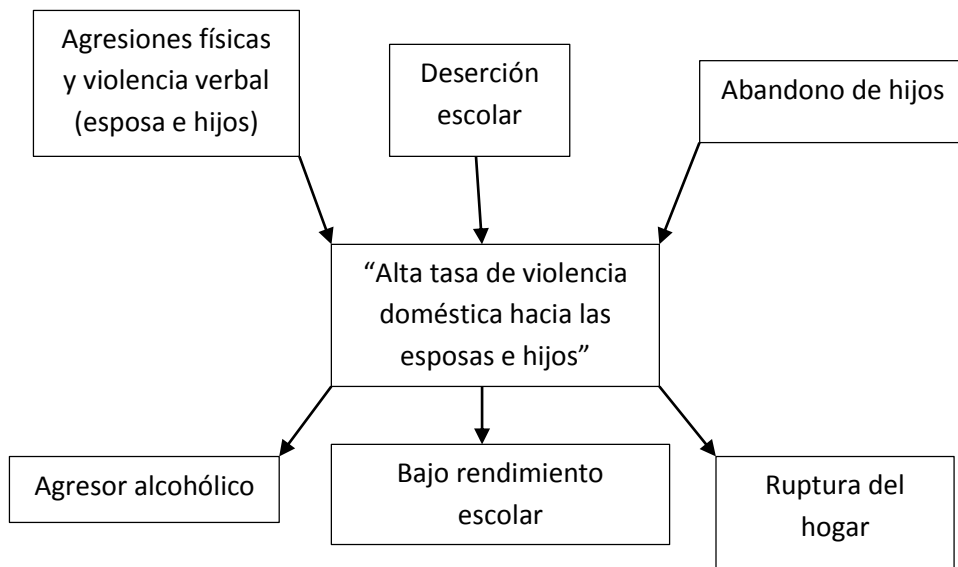 Agresiones físicas
y violencia verbal
(esposa e hijos)
Deserción
escolar
Abandono de hijos
“Alta tasa de violencia
doméstica hacia las
esposas e hijos”
Agresor alcohólico
Bajo rendimiento
escolar
Ruptura del
hogar